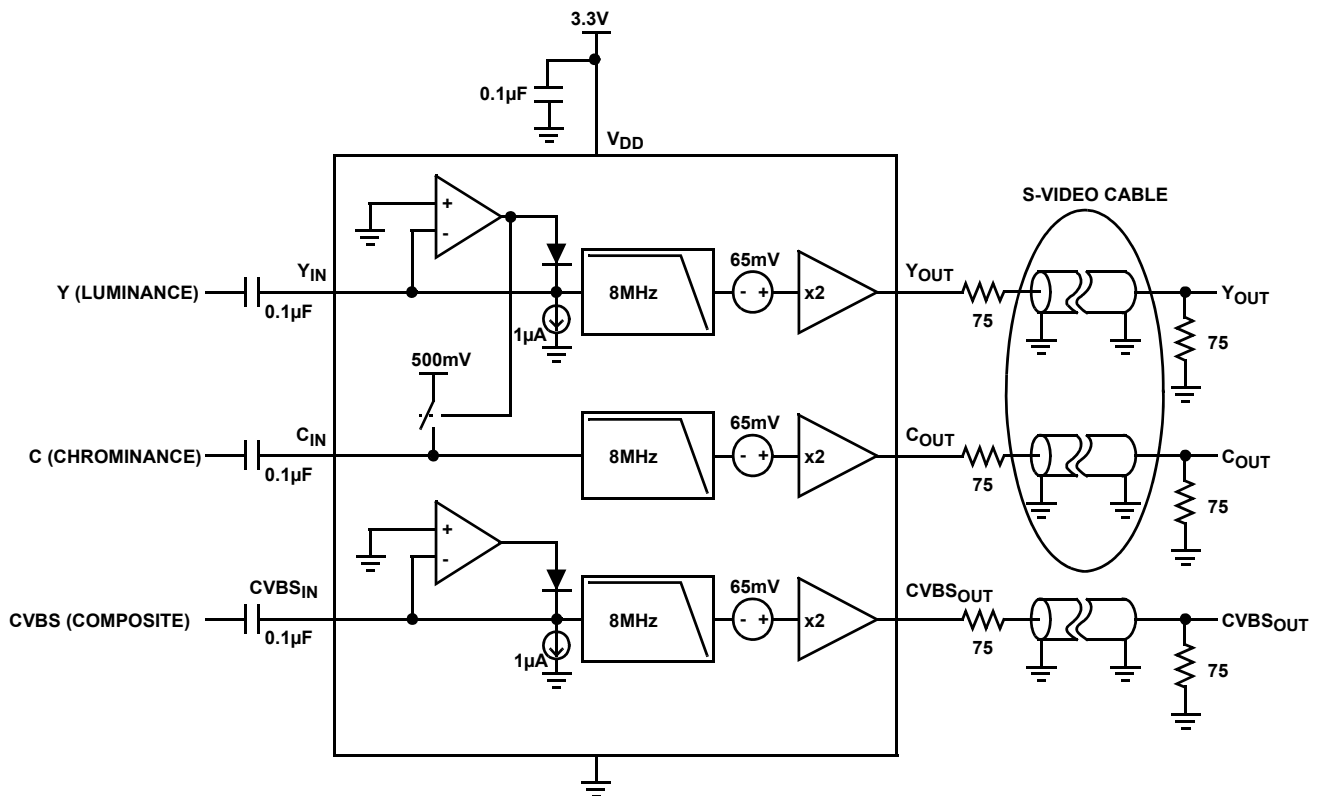 3.3V
0.1µF
VDD
S-VIDEO CABLE
+
-
Y (LUMINANCE)
0.1µF
YIN
1µA
8MHz
65mV
- +
x2
YOUT
75
YOUT
75
500mV
C (CHROMINANCE)
0.1µF
CIN
8MHz
65mV
- +
x2
COUT
75
COUT
75
+
-
CVBS (COMPOSITE)
0.1µF
CVBSIN
1µA
8MHz
65mV
- +
x2
CVBSOUT
75
CVBSOUT
75